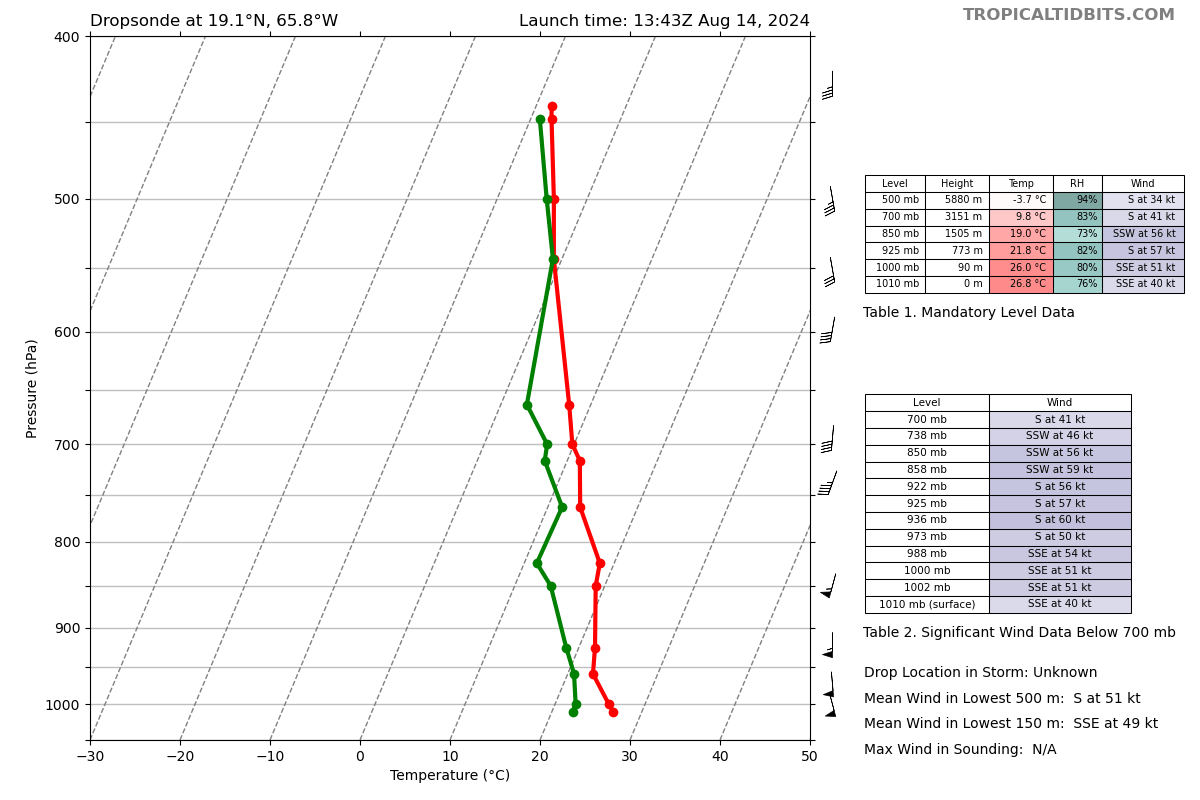 Dropsonde at 19.1°N, 65.8°W Launch time: 13:43Z Aug 14, 2024
TROPICALTIDBITS.COM
Pressure (hPa)
400
500
600
700
800
900
1000
−30 −20 −10 0 10 20 30 40 50
Temperature (°C)
Level Height Temp RH Wind
500 mb 5880 m -3.7 °C 94% S at 34 kt
700 mb 3151 m 9.8 °C 83% S at 41 kt
850 mb 1505 m 19.0 °C 73% SSW at 56 kt
925 mb 773 m 21.8 °C 82% S at 57 kt
1000 mb 90 m 26.0 °C 80% SSE at 51 kt
1010 mb 0 m 26.8 °C 76% SSE at 40 kt
Table 1. Mandatory Level Data
Level Wind
700 mb S at 41 kt
738 mb SSW at 46 kt
850 mb SSW at 56 kt
858 mb SSW at 59 kt
922 mb S at 56 kt
925 mb S at 57 kt
936 mb S at 60 kt
973 mb S at 50 kt
988 mb SSE at 54 kt
1000 mb SSE at 51 kt
1002 mb SSE at 51 kt
1010 mb (surface) SSE at 40 kt
Table 2. Significant Wind Data Below 700 mb
Drop Location in Storm: Unknown
Mean Wind in Lowest 500 m: S at 51 kt
Mean Wind in Lowest 150 m: SSE at 49 kt
Max Wind in Sounding: N/A